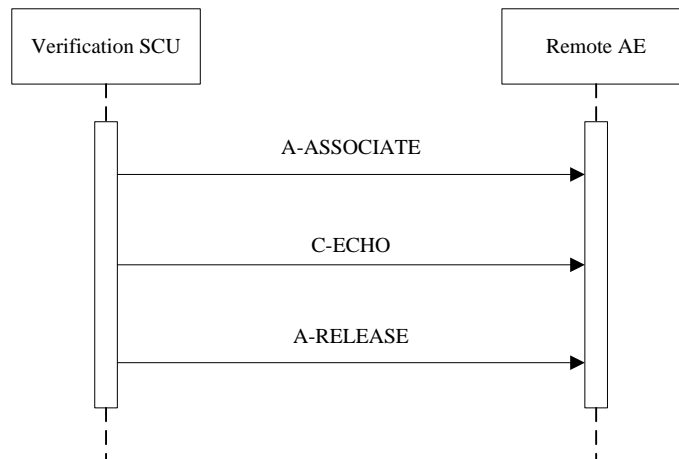 Verification SCU
Remote AE
A-ASSOCIATE
C-ECHO
A-RELEASE